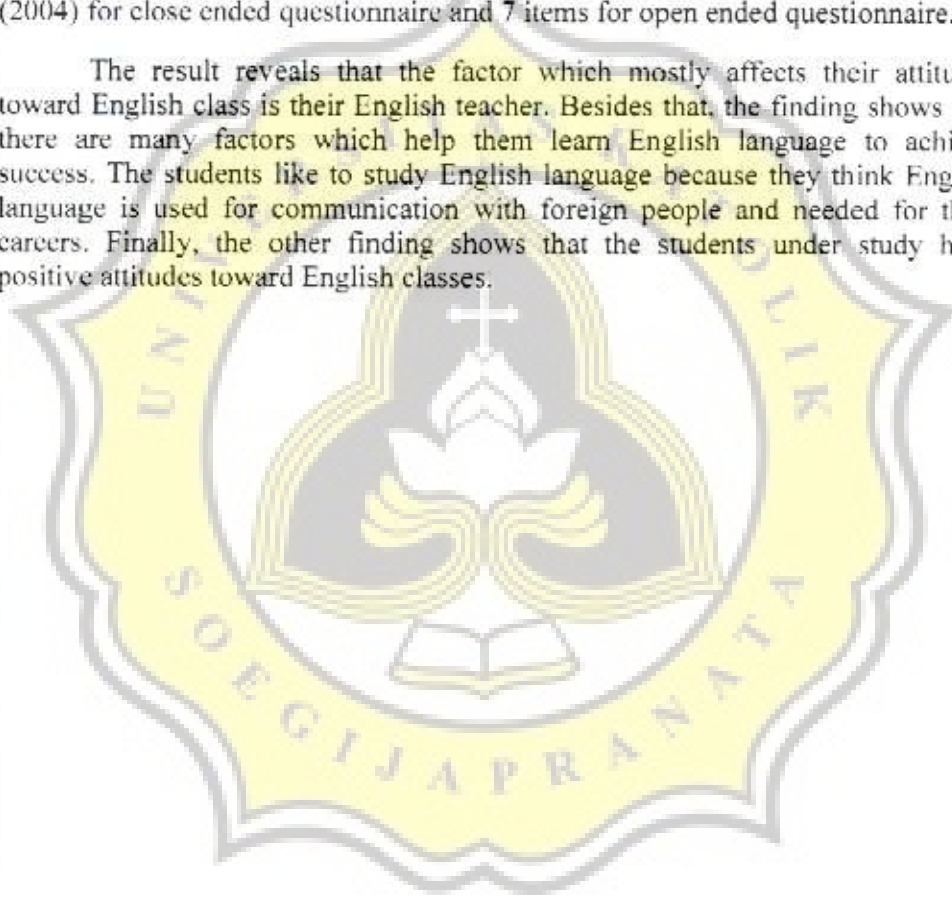 (2004) for close ended questionnaire and 7 items for open ended questionnaire.
The result reveals that the factor which mostly affects their attitu
toward English class is their English teacher. Besides that, the finding shows
there are many factors which help them learn English language to achi
success. The students like to study English language because they think Eng
language is used for communication with foreign people and needed for t
careers. Finally, the other finding shows that the students under study h
positive attitudes toward English classes.
SOEGIJAPRANATA